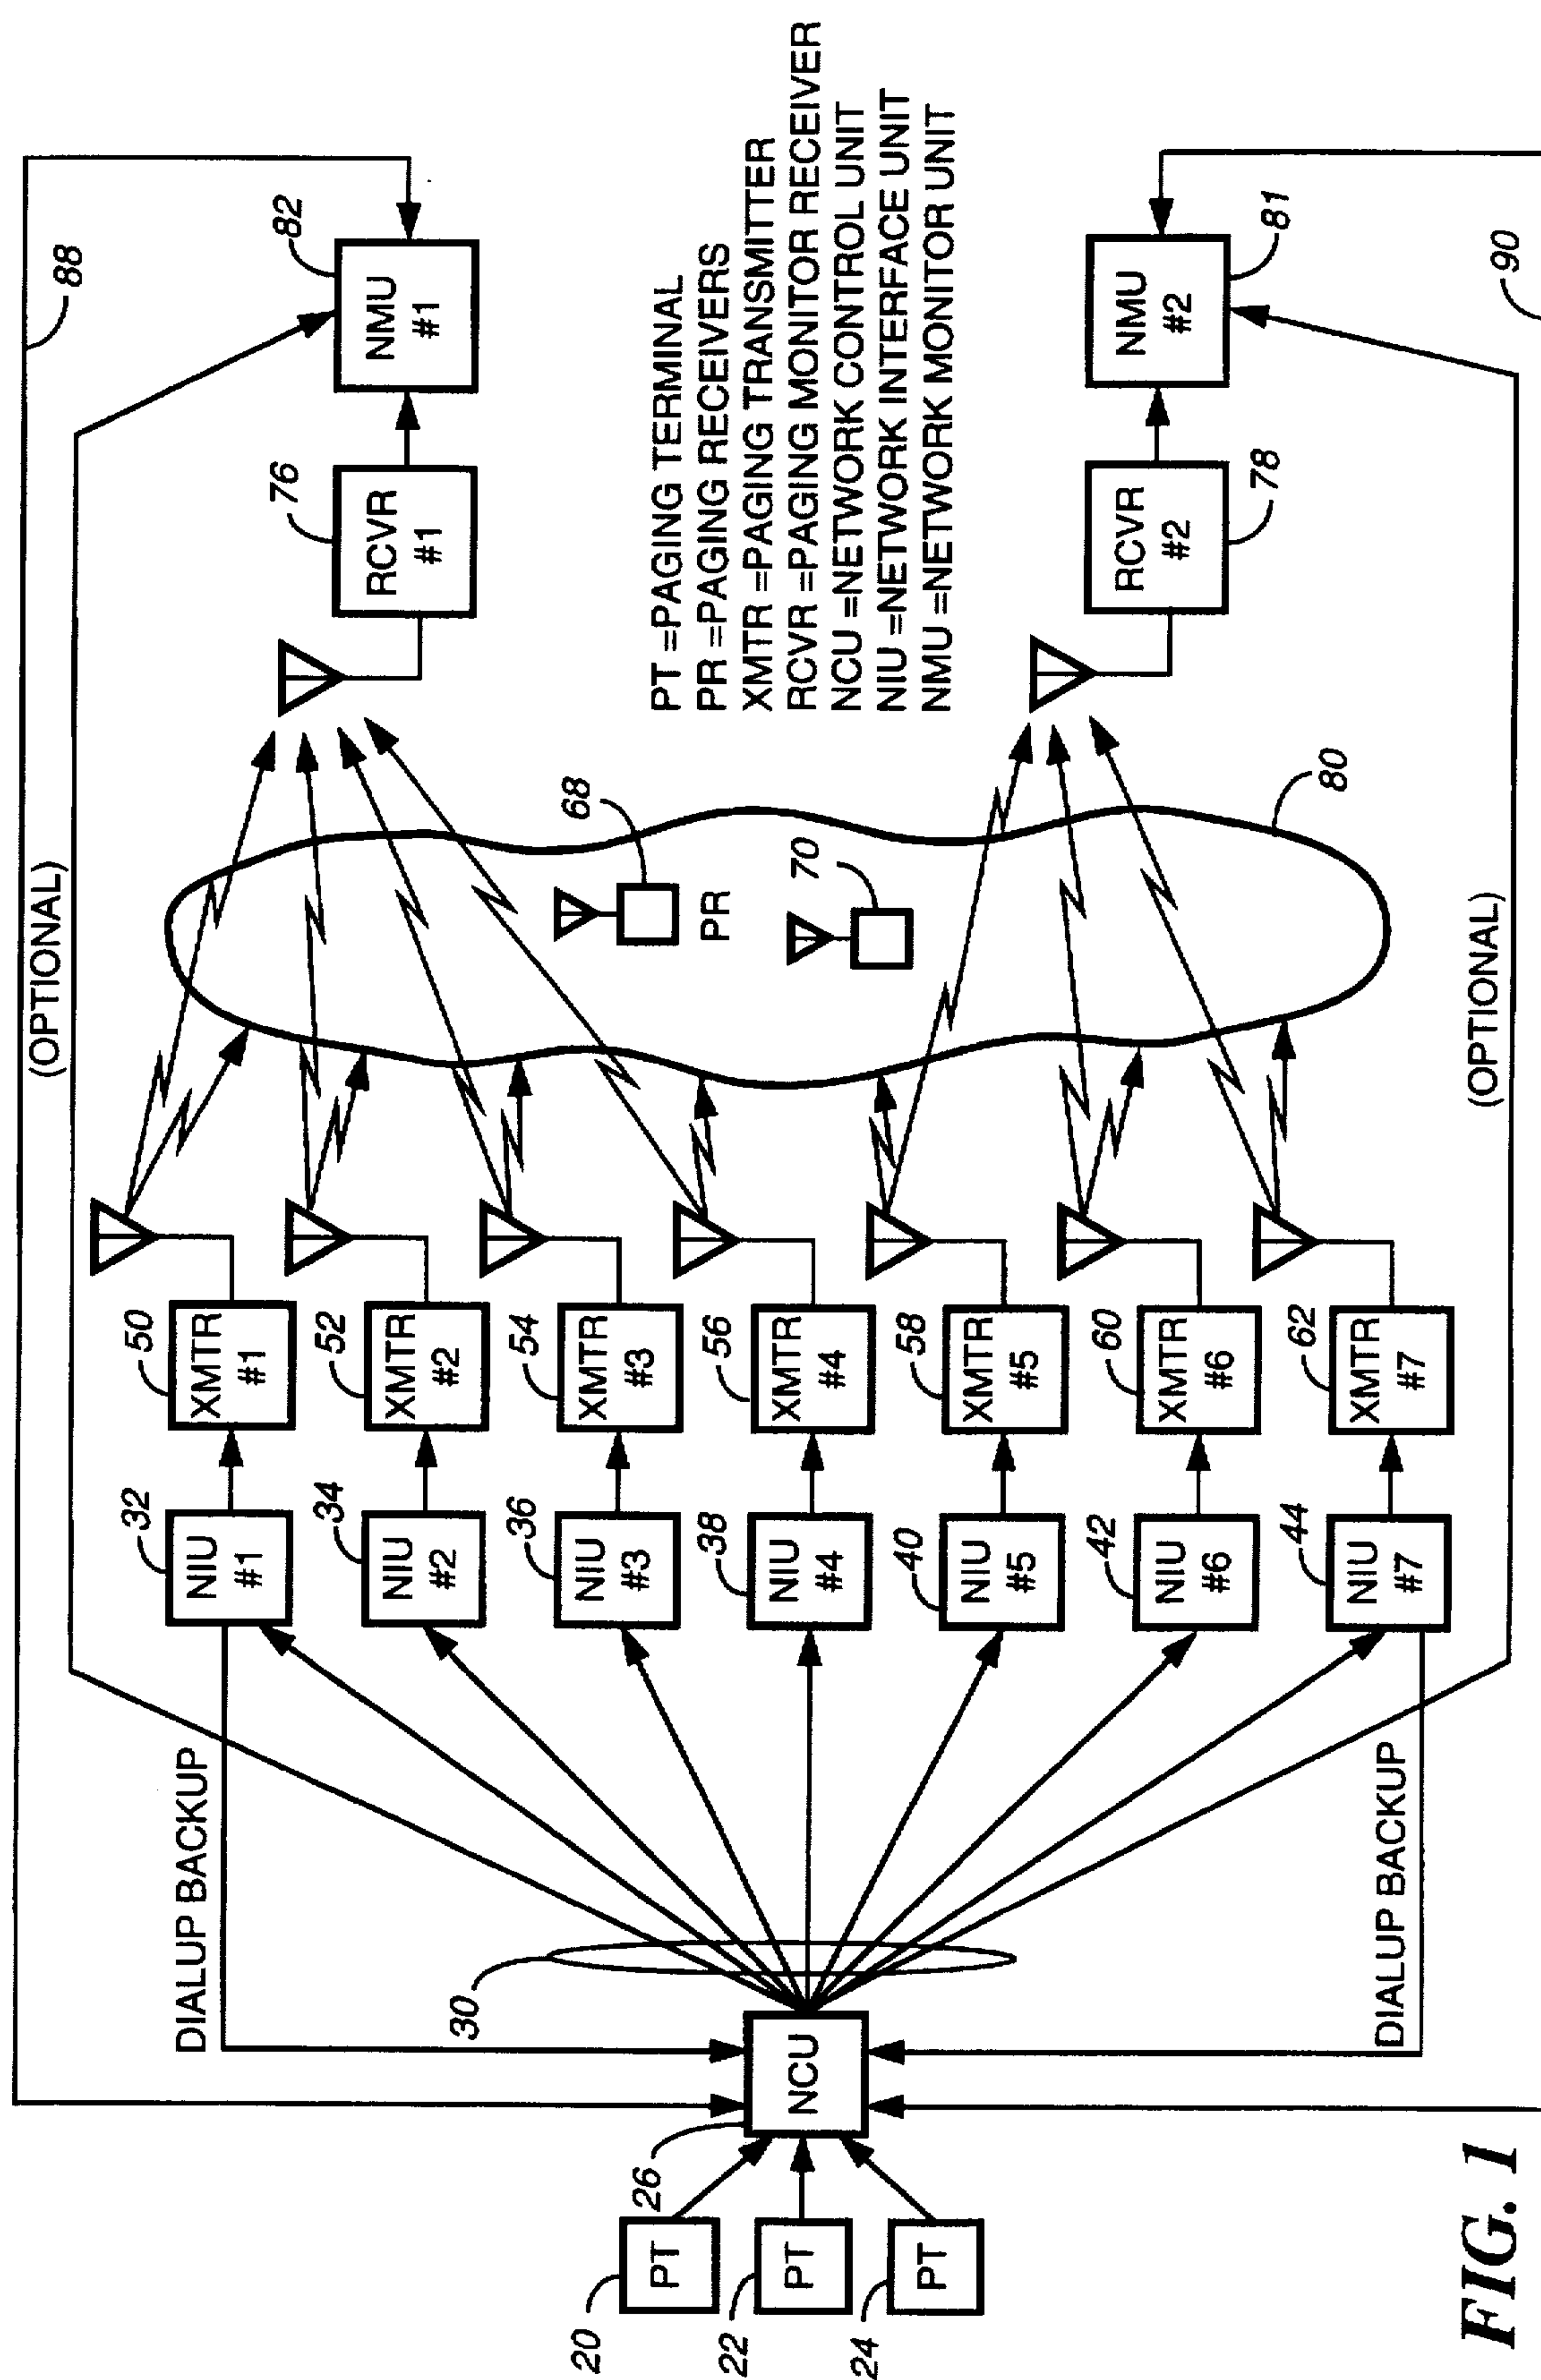 88
(OPTIONAL)
DIALUP BACKUP
32
NIU
#1
50
XMTR
#1
76
RCVR
#1
82
NMU
#1
34
NIU
#2
52
XMTR
#2
36
NIU
#3
54
XMTR
#3
30
20
PT
26
22
PT
24
PT
NCU
38
NIU
#4
56
XMTR
#4
68
PR
70
PT =PAGING TERMINAL
PR =PAGING RECEIVERS
XMTR =PAGING TRANSMITTER
RCVR =PAGING MONITOR RECEIVER
NCU =NETWORK CONTROL UNIT
NIU =NETWORK INTERFACE UNIT
NMU =NETWORK MONITOR UNIT
40
NIU
#5
58
XMTR
#5
42
NIU
#6
60
XMTR
#6
RCVR
#2
78
NMU
#2
81
44
NIU
#7
62
XMTR
#7
80
DIALUP BACKUP
(OPTIONAL)
90
FIG. 1